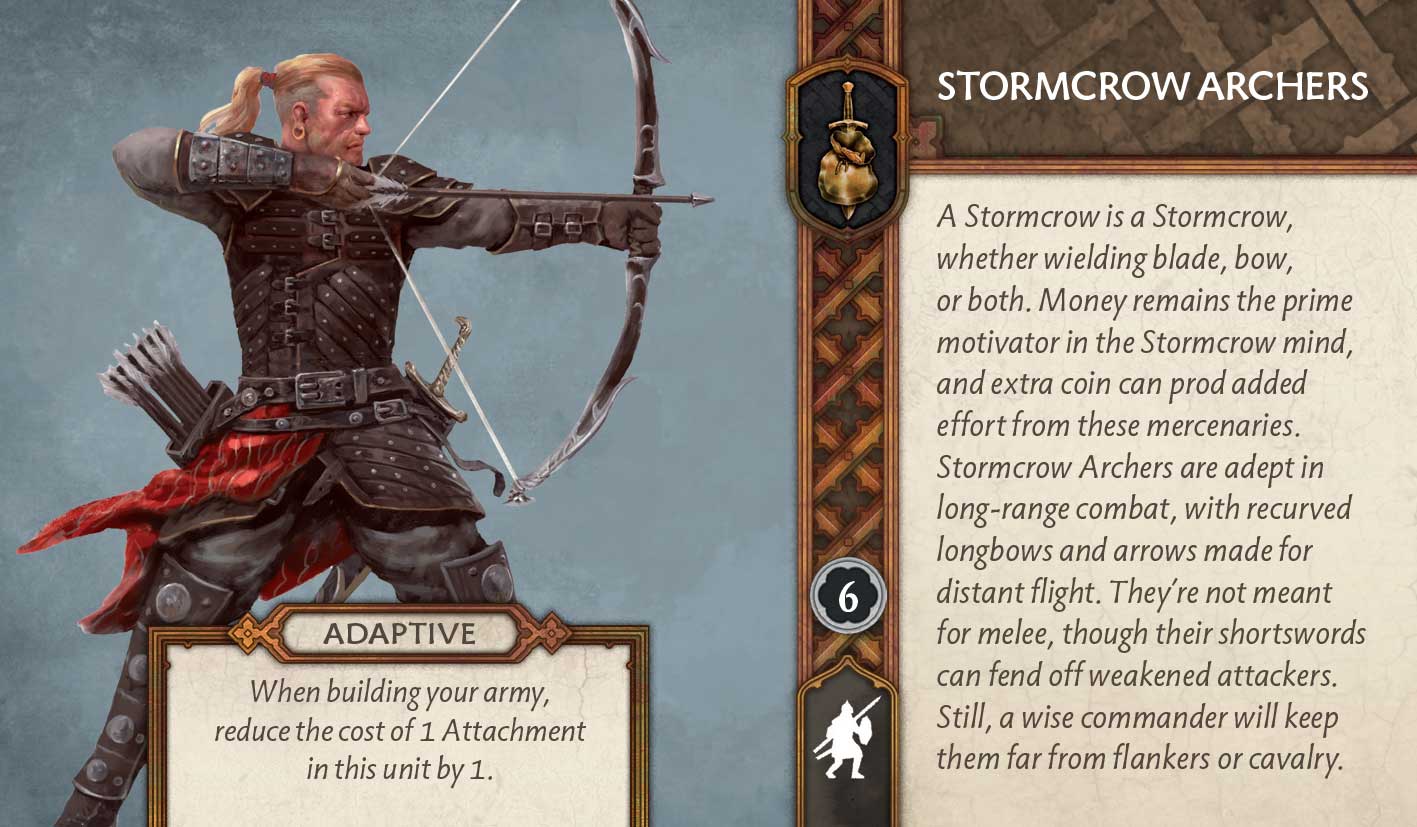 STORMCROW ARCHERS
A Stormcrow is a Stormcrow,
whether wielding blade, bow,
or both. Money remains the prime
motivator in the Stormcrow mind,
and extra coin can prod added
effort from these mercenaries.
Stormcrow Archers are adept in
long-range combat, with recurved
longbows and arrows made for
distant flight. They're not meant
for melee, though their shortswords
can fend off weakened attackers.
Still, a wise commander will keep
them far from flankers or cavalry.
6
ADAPTIVE
When building your army,
reduce the cost of 1 Attachment
in this unit by 1.